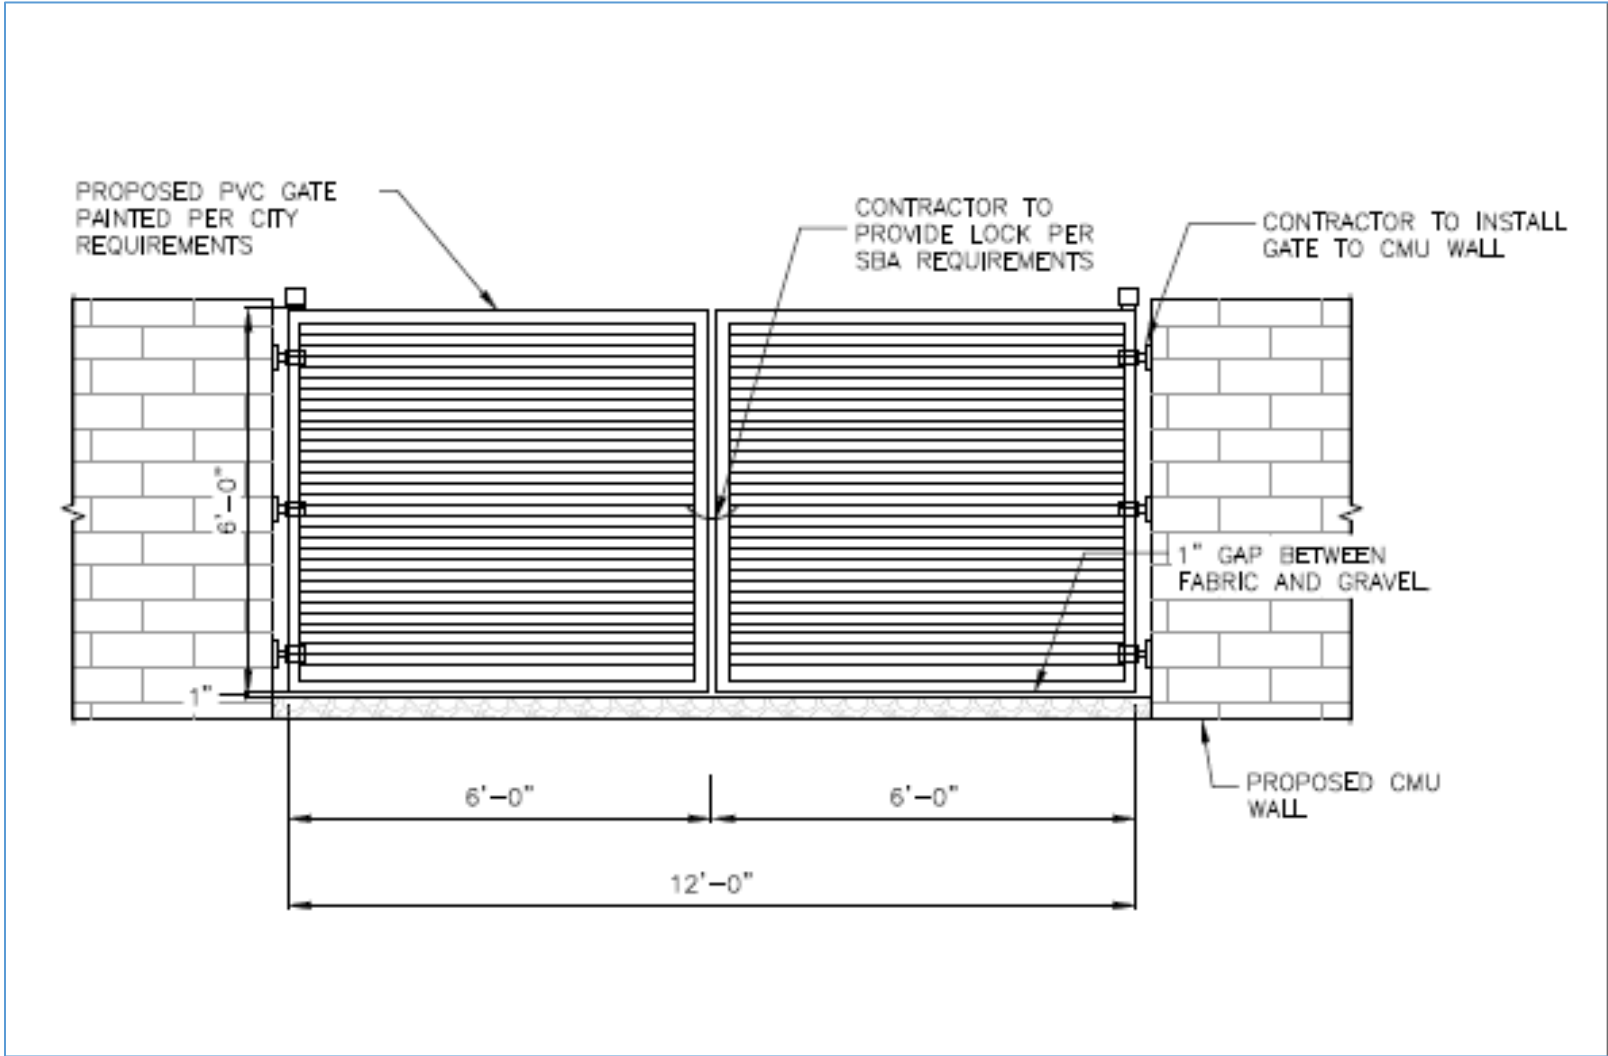 PROPOSED PVC GATE
PAINTED PER CITY
REQUIREMENTS
CONTRACTOR TO
PROVIDE LOCK PER
SBA REQUIREMENTS
CONTRACTOR TO INSTALL
GATE TO CMU WALL
6'-0"
1" GAP BETWEEN
FABRIC AND GRAVEL
1"
6'-0"
6'-0"
PROPOSED CMU
WALL
12'-0"